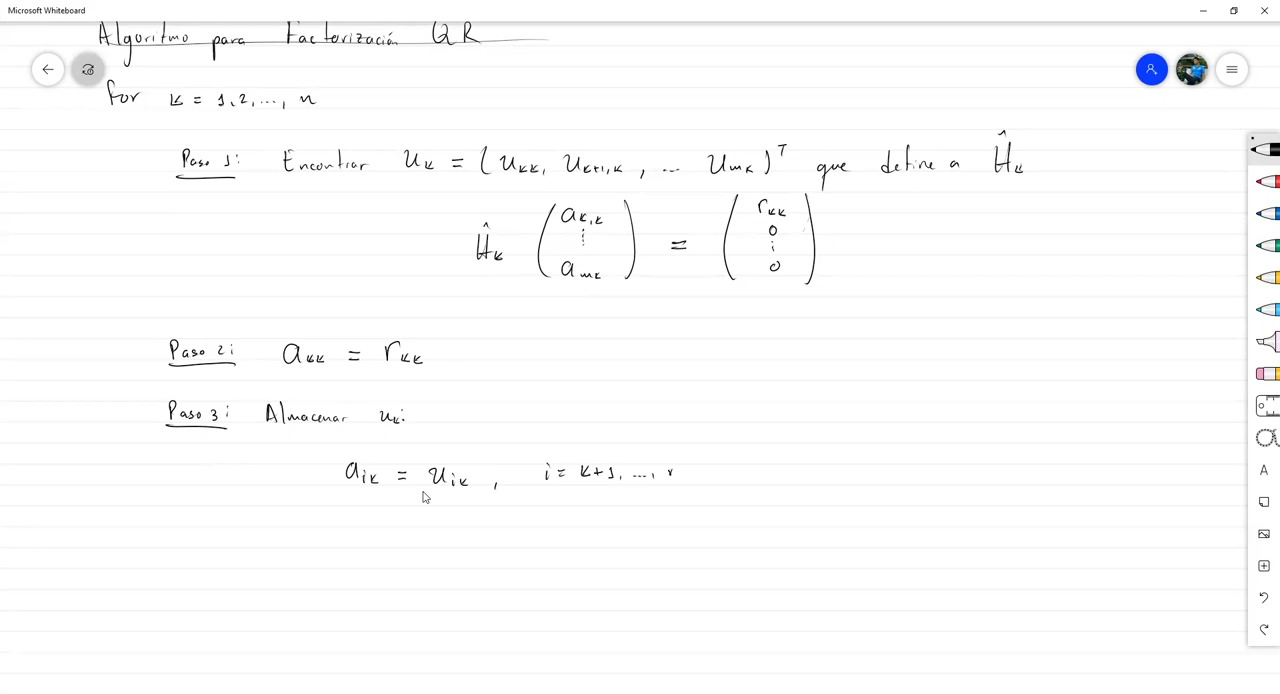 Microsoft Whiteboard
Algoritmo para Factorización QR
for k = 1,2,..., n
Paso 1: Encontrar u_k = (u_kk, u_k+1,k, ... u_mk)^T que define a Ĥ_k
Ĥ_k (a_k,k ⋮ a_mk) = (r_kk 0 ⋮ 0)
Paso 2: a_kk = r_kk
Paso 3: Almacenar u_k:
a_ik = u_ik, i = k+1, ...,
A